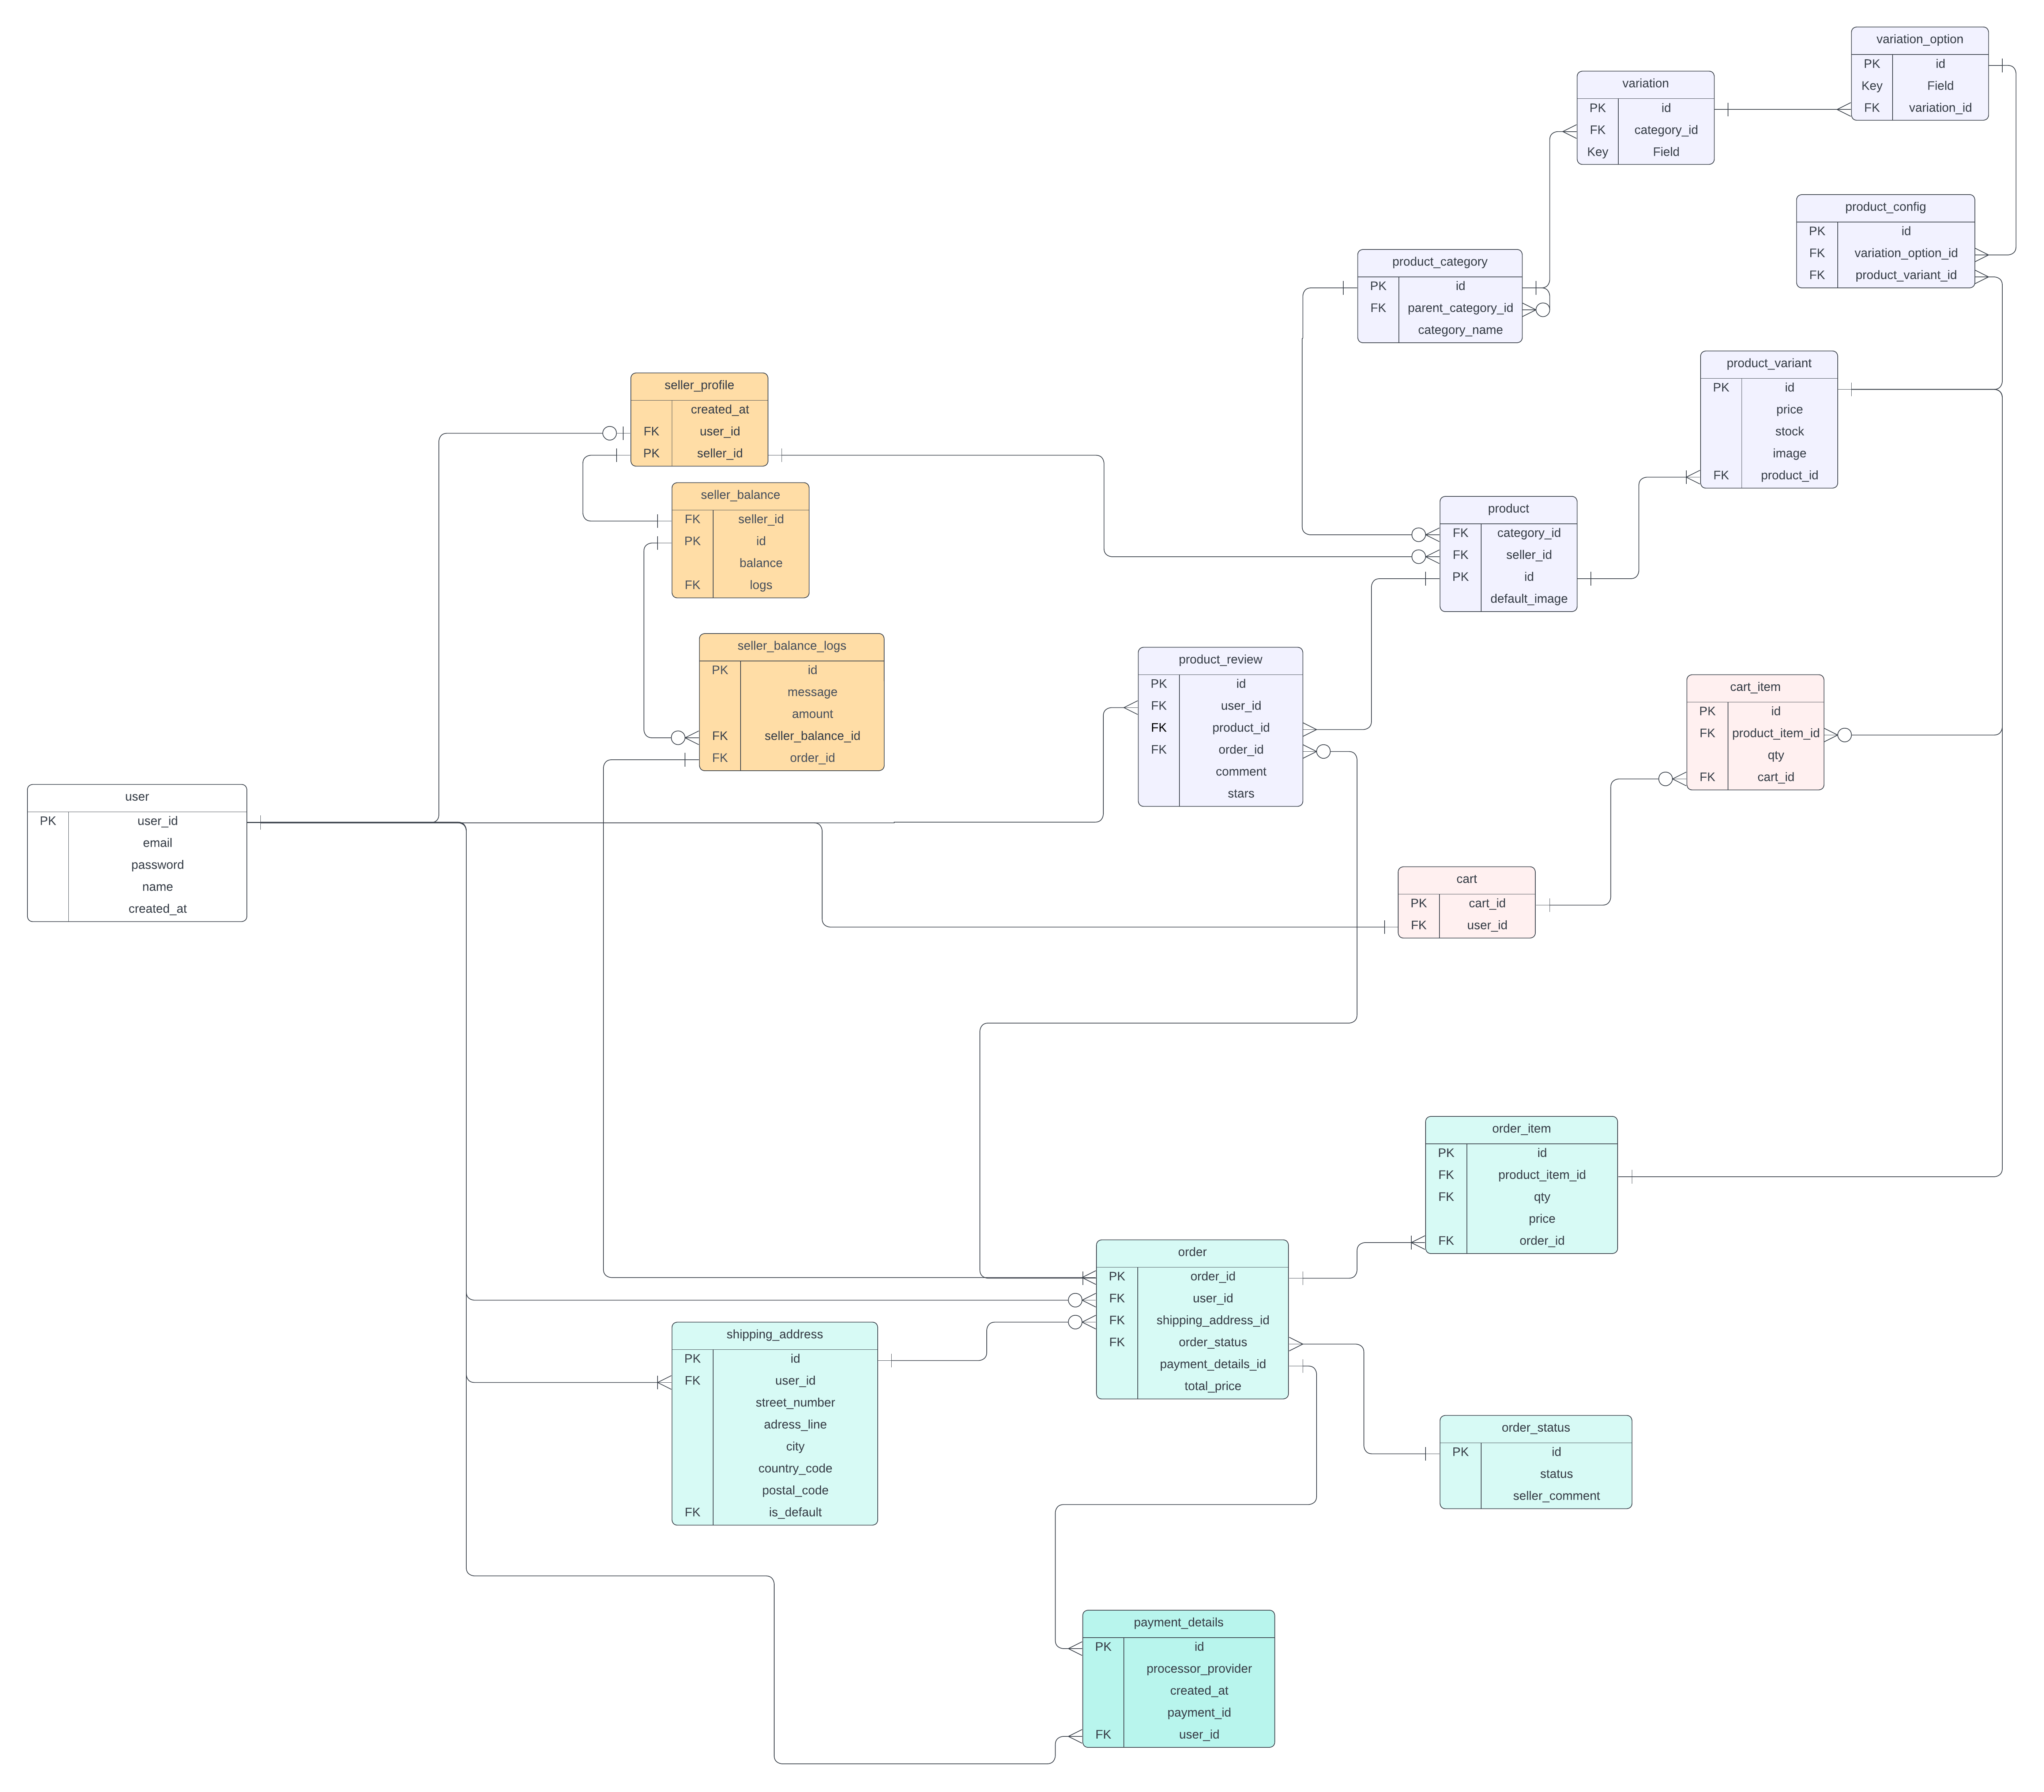 variation_option
PK id
Key Field
FK variation_id
variation
PK id
FK category_id
Key Field
product_config
PK id
FK variation_option_id
FK product_variant_id
product_category
PK id
FK parent_category_id
category_name
product_variant
PK id
price
stock
image
FK product_id
seller_profile
created_at
FK user_id
PK seller_id
seller_balance
FK seller_id
PK id
balance
FK logs
product
FK category_id
FK seller_id
PK id
default_image
seller_balance_logs
PK id
message
amount
FK seller_balance_id
FK order_id
product_review
PK id
FK user_id
FK product_id
FK order_id
comment
stars
cart_item
PK id
FK product_item_id
qty
FK cart_id
user
PK user_id
email
password
name
created_at
cart
PK cart_id
FK user_id
order_item
PK id
FK product_item_id
FK qty
price
FK order_id
order
PK order_id
FK user_id
FK shipping_address_id
FK order_status
payment_details_id
total_price
shipping_address
PK id
FK user_id
street_number
adress_line
city
country_code
postal_code
FK is_default
order_status
PK id
status
seller_comment
payment_details
PK id
processor_provider
created_at
payment_id
FK user_id